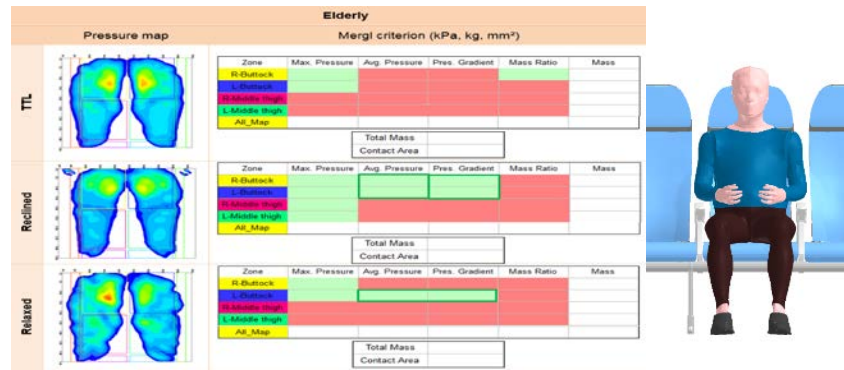 Elderly
Pressure map Mergl criterion (kPa, kg, mm²)
TTL
Zone Max. Pressure Avg. Pressure Pres. Gradient Mass Ratio Mass
R-Buttock
L-Buttock
R-Middle thigh
L-Middle thigh
All_Map
Total Mass
Contact Area
Reclined
Zone Max. Pressure Avg. Pressure Pres. Gradient Mass Ratio Mass
R-Buttock
L-Buttock
R-Middle thigh
L-Middle thigh
All_Map
Total Mass
Contact Area
Relaxed
Zone Max. Pressure Avg. Pressure Pres. Gradient Mass Ratio Mass
R-Buttock
L-Buttock
R-Middle thigh
L-Middle thigh
All_Map
Total Mass
Contact Area